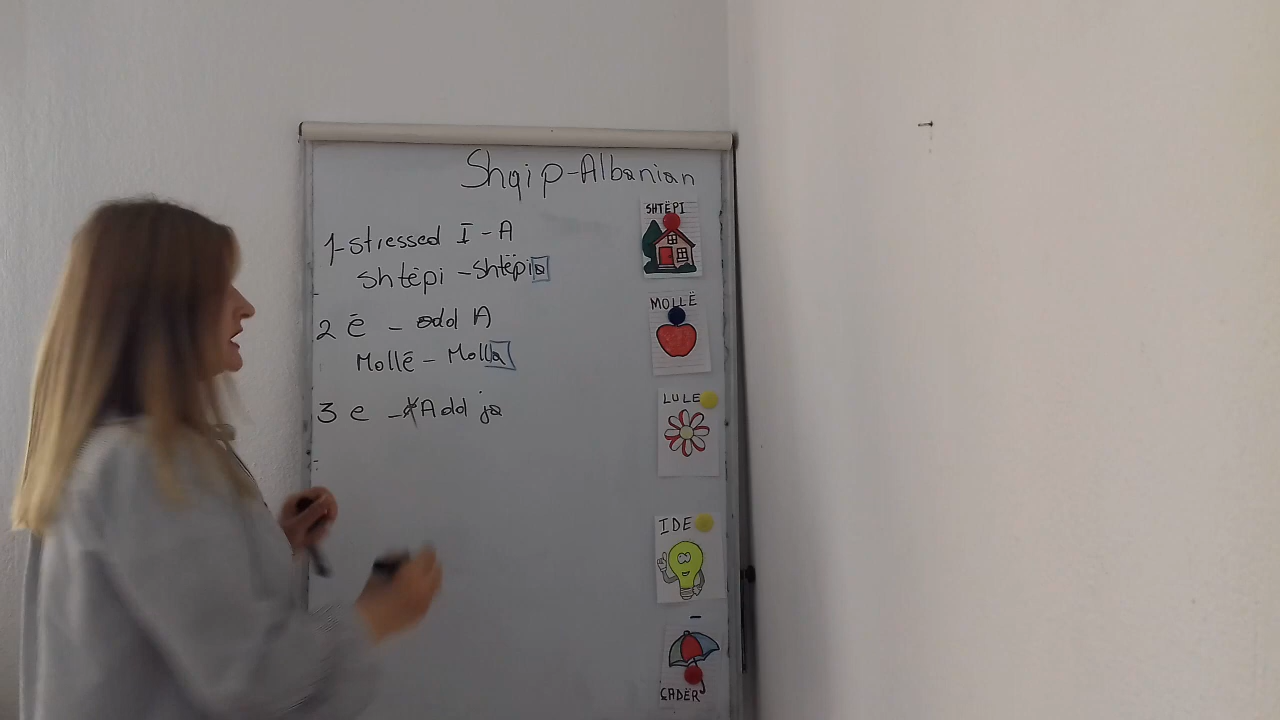 Shqip-Albanian
1-stressed I-A
Shtëpi - Shtëpia
2 ë - add A
Mollë - Molla
3 e - Add ja
SHTËPI
MOLLË
LULE
IDE
ÇADËR